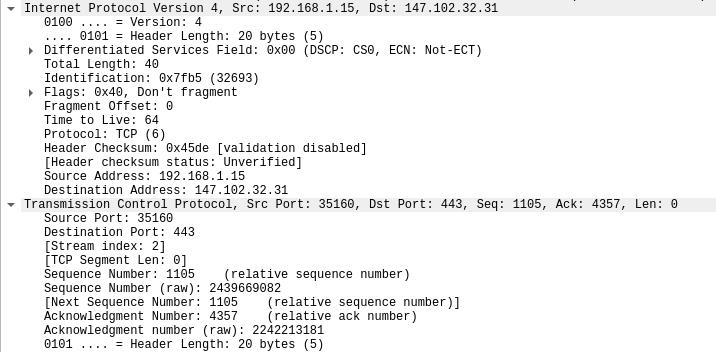 Internet Protocol Version 4, Src: 192.168.1.15, Dst: 147.102.32.31
0100 .... = Version: 4
.... 0101 = Header Length: 20 bytes (5)
Differentiated Services Field: 0x00 (DSCP: CS0, ECN: Not-ECT)
Total Length: 40
Identification: 0x7fb5 (32693)
Flags: 0x40, Don't fragment
Fragment Offset: 0
Time to Live: 64
Protocol: TCP (6)
Header Checksum: 0x45de [validation disabled]
[Header checksum status: Unverified]
Source Address: 192.168.1.15
Destination Address: 147.102.32.31
Transmission Control Protocol, Src Port: 35160, Dst Port: 443, Seq: 1105, Ack: 4357, Len: 0
Source Port: 35160
Destination Port: 443
[Stream index: 2]
[TCP Segment Len: 0]
Sequence Number: 1105    (relative sequence number)
Sequence Number (raw): 2439669082
[Next Sequence Number: 1105    (relative sequence number)]
Acknowledgment Number: 4357    (relative ack number)
Acknowledgment number (raw): 2242213181
0101 .... = Header Length: 20 bytes (5)